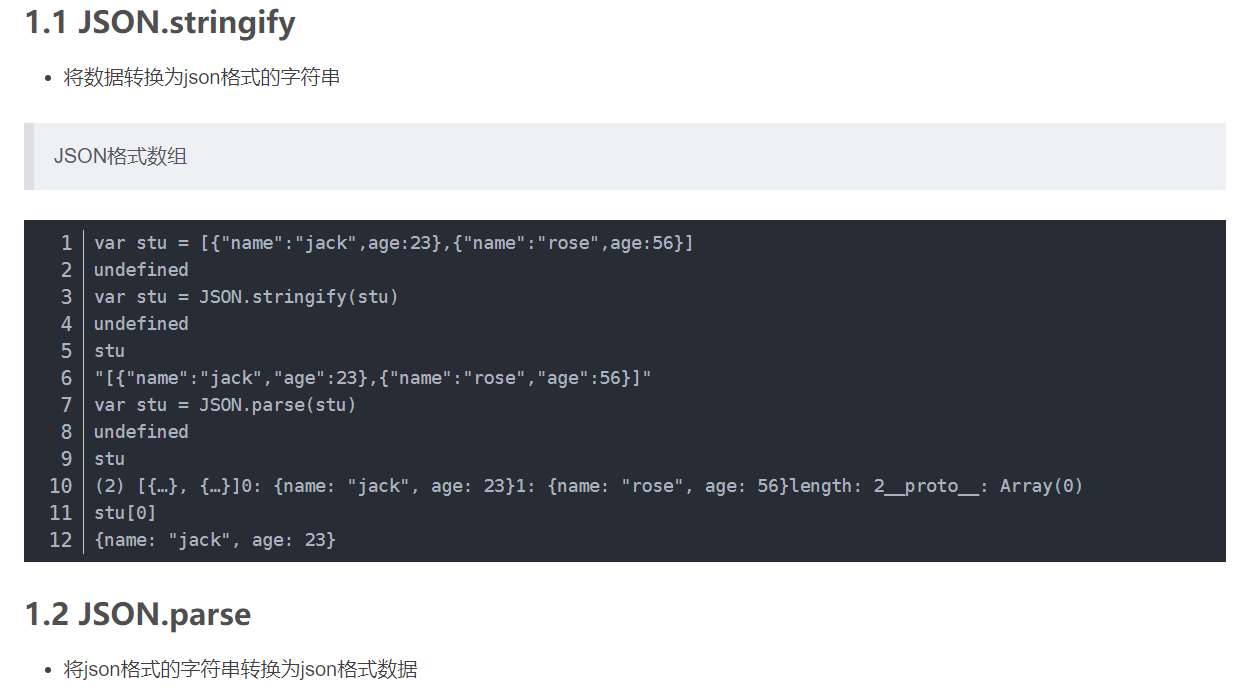 1.1 JSON.stringify
• 将数据转换为json格式的字符串
JSON格式数组
1 var stu = [{"name":"jack",age:23},{"name":"rose",age:56}]
2 undefined
3 var stu = JSON.stringify(stu)
4 undefined
5 stu
6 "[{"name":"jack","age":23},{"name":"rose","age":56}]"
7 var stu = JSON.parse(stu)
8 undefined
9 stu
10 (2) [{…}, {…}]0: {name: "jack", age: 23}1: {name: "rose", age: 56}length: 2__proto__: Array(0)
11 stu[0]
12 {name: "jack", age: 23}
1.2 JSON.parse
• 将json格式的字符串转换为json格式数据